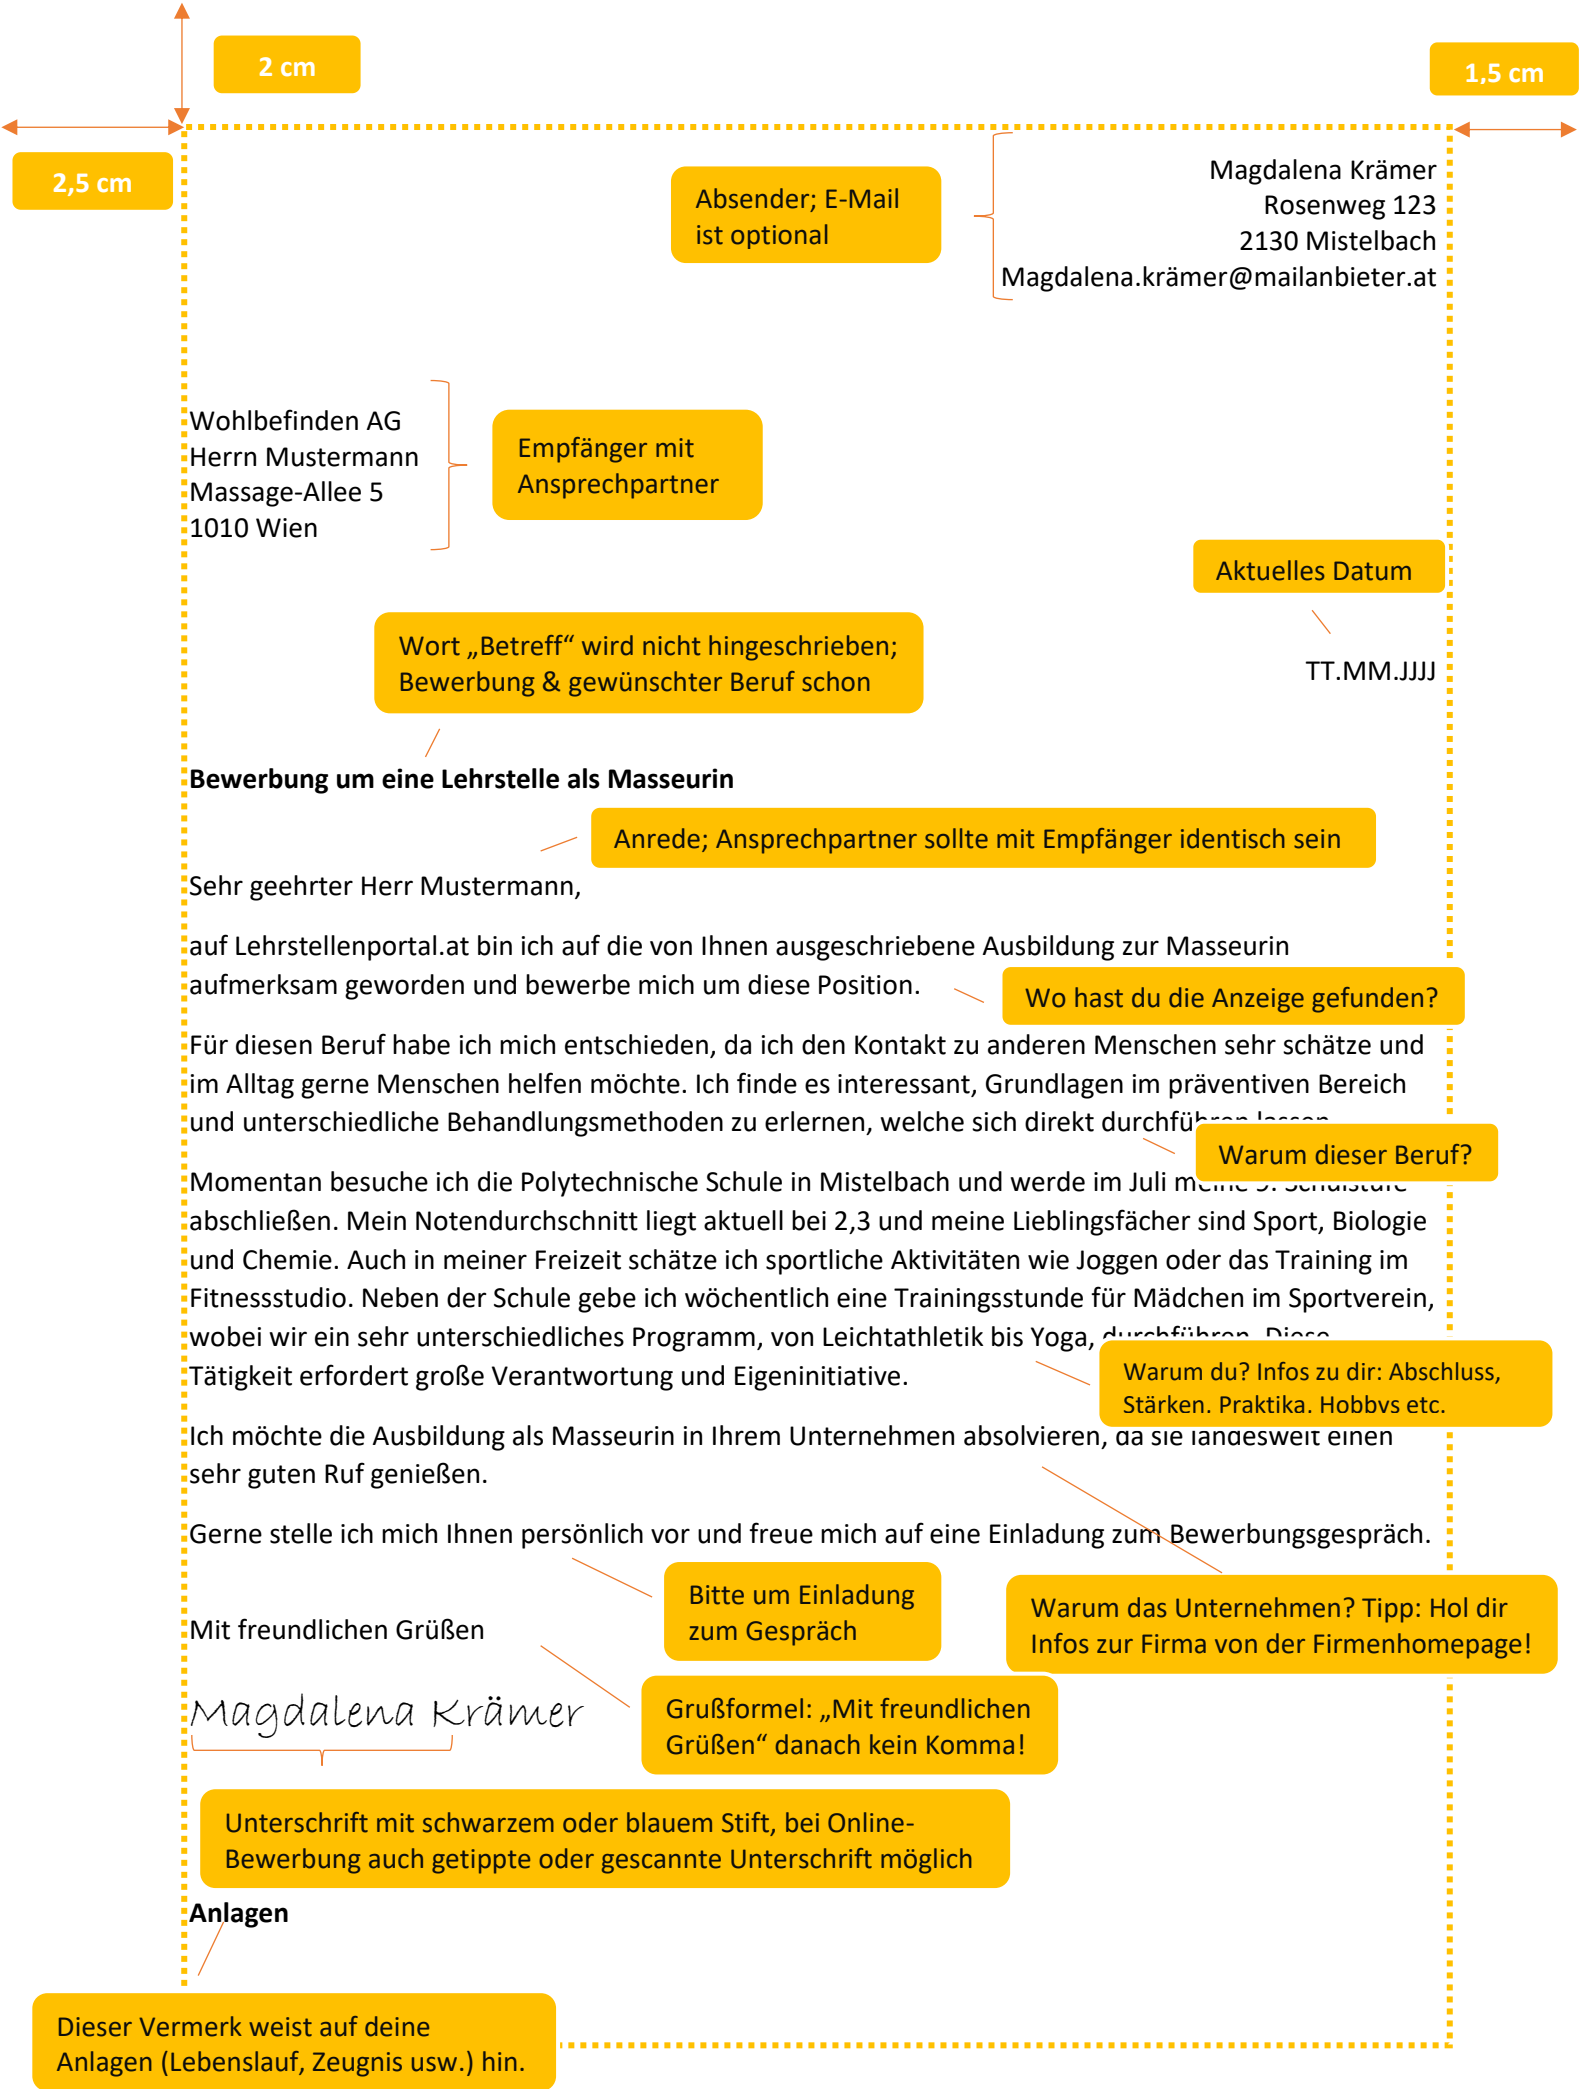 2 cm
1,5 cm
2,5 cm
Absender; E-Mail
ist optional
Magdalena Krämer
Rosenweg 123
2130 Mistelbach
Magdalena.krämer@mailanbieter.at
Wohlbefinden AG
Herrn Mustermann
Massage-Allee 5
1010 Wien
Empfänger mit
Ansprechpartner
Aktuelles Datum
TT.MM.JJJJ
Wort „Betreff“ wird nicht hingeschrieben;
Bewerbung & gewünschter Beruf schon
Bewerbung um eine Lehrstelle als Masseurin
Anrede; Ansprechpartner sollte mit Empfänger identisch sein
Sehr geehrter Herr Mustermann,
auf Lehrstellenportal.at bin ich auf die von Ihnen ausgeschriebene Ausbildung zur Masseurin
aufmerksam geworden und bewerbe mich um diese Position.
Wo hast du die Anzeige gefunden?
Für diesen Beruf habe ich mich entschieden, da ich den Kontakt zu anderen Menschen sehr schätze und
im Alltag gerne Menschen helfen möchte. Ich finde es interessant, Grundlagen im präventiven Bereich
und unterschiedliche Behandlungsmethoden zu erlernen, welche sich direkt durchführen lassen
Warum dieser Beruf?
Momentan besuche ich die Polytechnische Schule in Mistelbach und werde im Juli meine 9. Schulstufe
abschließen. Mein Notendurchschnitt liegt aktuell bei 2,3 und meine Lieblingsfächer sind Sport, Biologie
und Chemie. Auch in meiner Freizeit schätze ich sportliche Aktivitäten wie Joggen oder das Training im
Fitnessstudio. Neben der Schule gebe ich wöchentlich eine Trainingsstunde für Mädchen im Sportverein,
wobei wir ein sehr unterschiedliches Programm, von Leichtathletik bis Yoga, durchführen. Diese
Tätigkeit erfordert große Verantwortung und Eigeninitiative.
Warum du? Infos zu dir: Abschluss,
Stärken, Praktika, Hobbys etc.
Ich möchte die Ausbildung als Masseurin in Ihrem Unternehmen absolvieren, da sie landesweit einen
sehr guten Ruf genießen.
Gerne stelle ich mich Ihnen persönlich vor und freue mich auf eine Einladung zum Bewerbungsgespräch.
Bitte um Einladung
zum Gespräch
Warum das Unternehmen? Tipp: Hol dir
Infos zur Firma von der Firmenhomepage!
Mit freundlichen Grüßen
Magdalena Krämer
Grußformel: „Mit freundlichen
Grüßen“ danach kein Komma!
Unterschrift mit schwarzem oder blauem Stift, bei Online-
Bewerbung auch getippte oder gescannte Unterschrift möglich
Anlagen
Dieser Vermerk weist auf deine
Anlagen (Lebenslauf, Zeugnis usw.) hin.